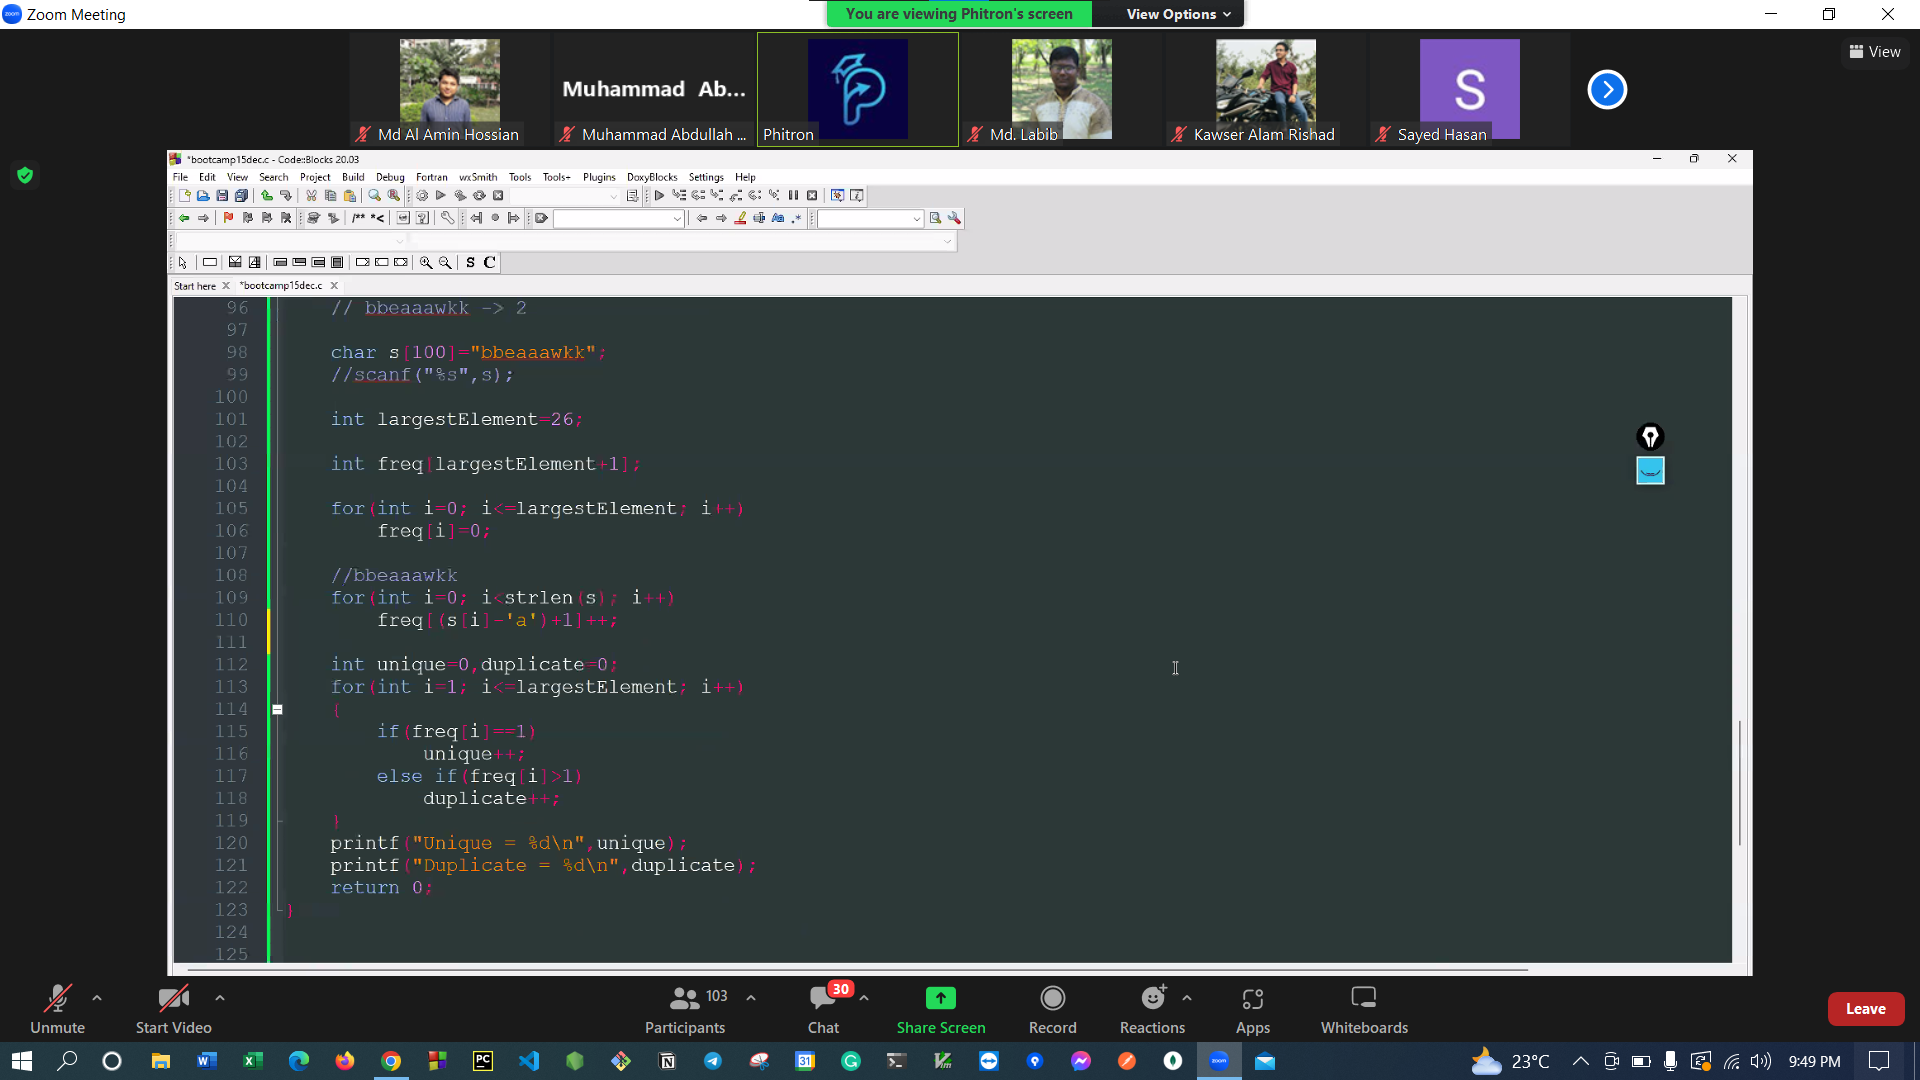 Zoom Meeting
You are viewing Phitron's screen
View Options
View
Md Al Amin Hossian
Muhammad Ab...
Muhammad Abdullah ...
Phitron
Md. Labib
Kawser Alam Rishad
S
Sayed Hasan
*bootcamp15dec.c - Code::Blocks 20.03
File Edit View Search Project Build Debug Fortran wxSmith Tools Tools+ Plugins DoxyBlocks Settings Help
Start here *bootcamp15dec.c
96 // bbeaaawkk -> 2
97
98 char s[100]="bbeaaawkk";
99 //scanf("%s",s);
100
101 int largestElement=26;
102
103 int freq[largestElement+1];
104
105 for(int i=0; i<=largestElement; i++)
106 freq[i]=0;
107
108 //bbeaaawkk
109 for(int i=0; i<strlen(s); i++)
110 freq[(s[i]-'a')+1]++;
111
112 int unique=0,duplicate=0;
113 for(int i=1; i<=largestElement; i++)
114 {
115 if(freq[i]==1)
116 unique++;
117 else if(freq[i]>1)
118 duplicate++;
119 }
120 printf("Unique = %d\n",unique);
121 printf("Duplicate = %d\n",duplicate);
122 return 0;
123 }
124
125
Unmute
Start Video
103
Participants
30
Chat
Share Screen
Record
Reactions
Apps
Whiteboards
Leave
23°C
9:49 PM